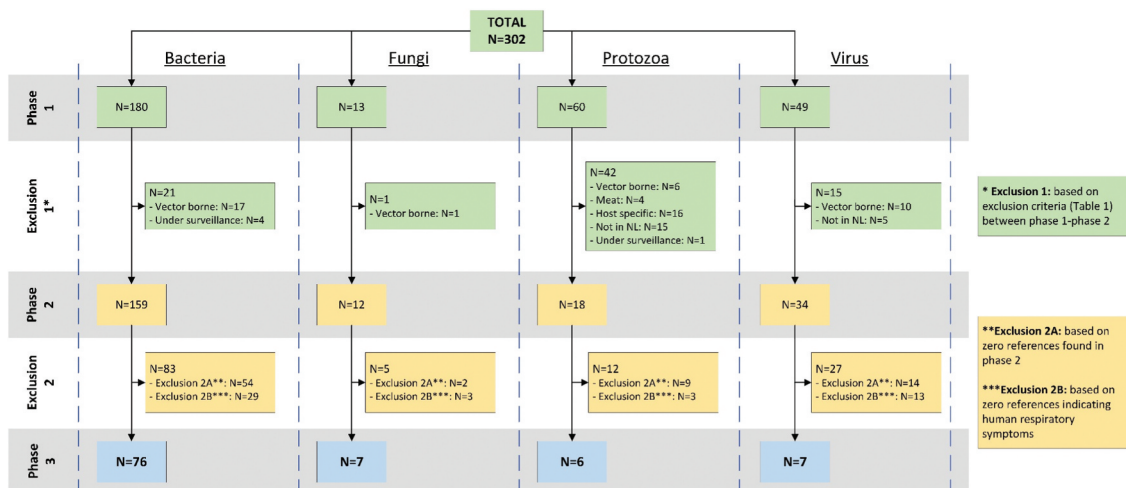 TOTAL
N=302
Bacteria
Fungi
Protozoa
Virus
Phase
1
N=180
N=13
N=60
N=49
Exclusion
1*
N=21
- Vector borne: N=17
- Under surveillance: N=4
N=1
- Vector borne: N=1
N=42
- Vector borne: N=6
- Meat: N=4
- Host specific: N=16
- Not in NL: N=15
- Under surveillance: N=1
N=15
- Vector borne: N=10
- Not in NL: N=5
* Exclusion 1: based on
exclusion criteria (Table 1)
between phase 1-phase 2
Phase
2
N=159
N=12
N=18
N=34
Exclusion
2
N=83
- Exclusion 2A**: N=54
- Exclusion 2B***: N=29
N=5
- Exclusion 2A**: N=2
- Exclusion 2B***: N=3
N=12
- Exclusion 2A**: N=9
- Exclusion 2B***: N=3
N=27
- Exclusion 2A**: N=14
- Exclusion 2B***: N=13
**Exclusion 2A: based on
zero references found in
phase 2
***Exclusion 2B: based on
zero references indicating
human respiratory
symptoms
Phase
3
N=76
N=7
N=6
N=7